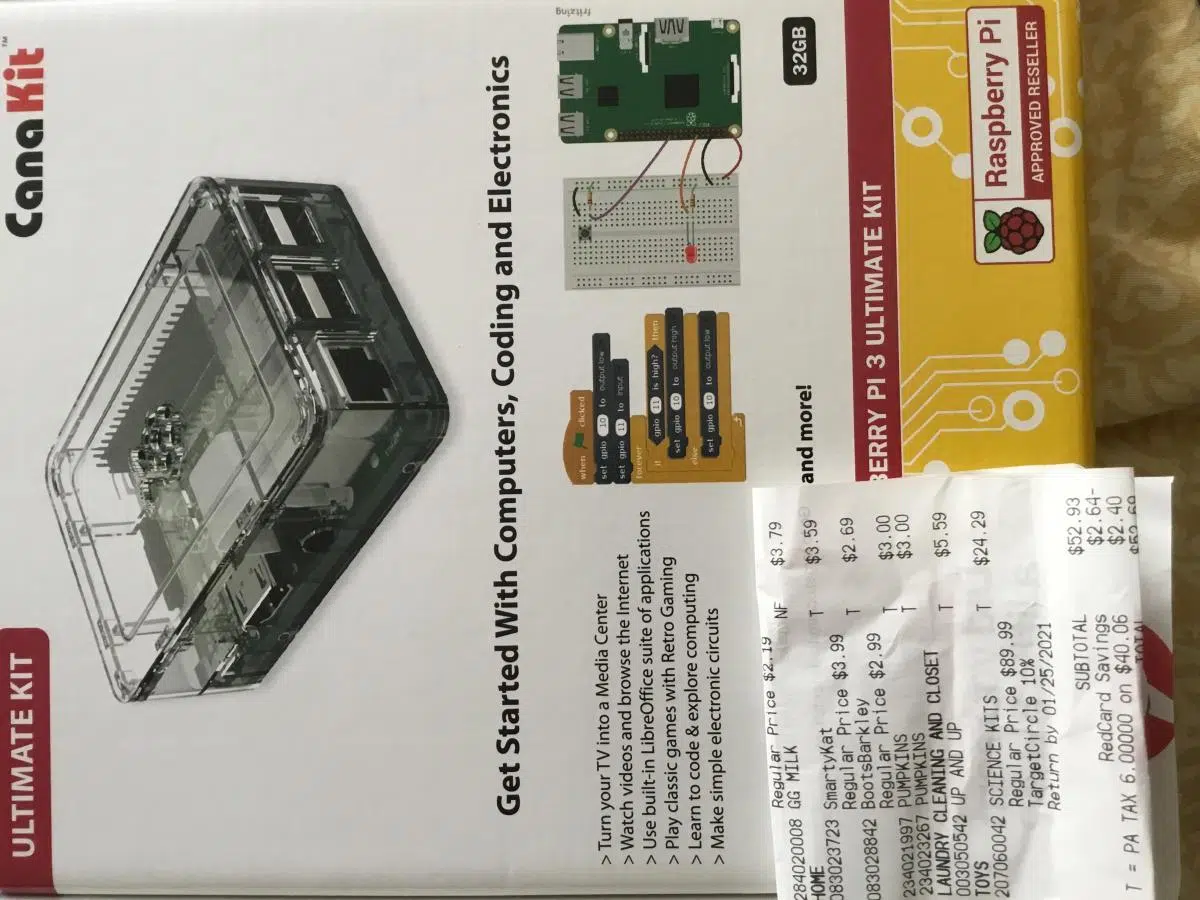 ULTIMATE KIT
CanaKit™
Get Started With Computers, Coding and Electronics
> Turn your TV into a Media Center
> Watch videos and browse the Internet
> Use built-in LibreOffice suite of applications
> Play classic games with Retro Gaming
> Learn to code & explore computing
> Make simple electronic circuits
when clicked
set gpio 10 to output low
set gpio 11 to input
forever
if gpio 11 is high? then
set gpio 10 to output high
else
set gpio 10 to output low
fritzing
and more!
32GB
BERRY PI 3 ULTIMATE KIT
Raspberry Pi
APPROVED RESELLER
Regular Price $2.19
284020008 GG MILK NF $3.79
HOME
083023723 SmartyKat T $3.59
Regular Price $3.99
083028842 BootsBarkley T $2.69
Regular Price $2.99
234021997 PUMPKINS T $3.00
234023267 PUMPKINS T $3.00
LAUNDRY CLEANING AND CLOSET
003050542 UP AND UP T $5.59
TOYS
207060042 SCIENCE KITS T $24.29
Regular Price $89.99
TargetCircle 10%
Return by 01/25/2021
SUBTOTAL $52.93
RedCard Savings $2.64-
T = PA TAX 6.00000 on $40.06 $2.40
TOTAL $52.69